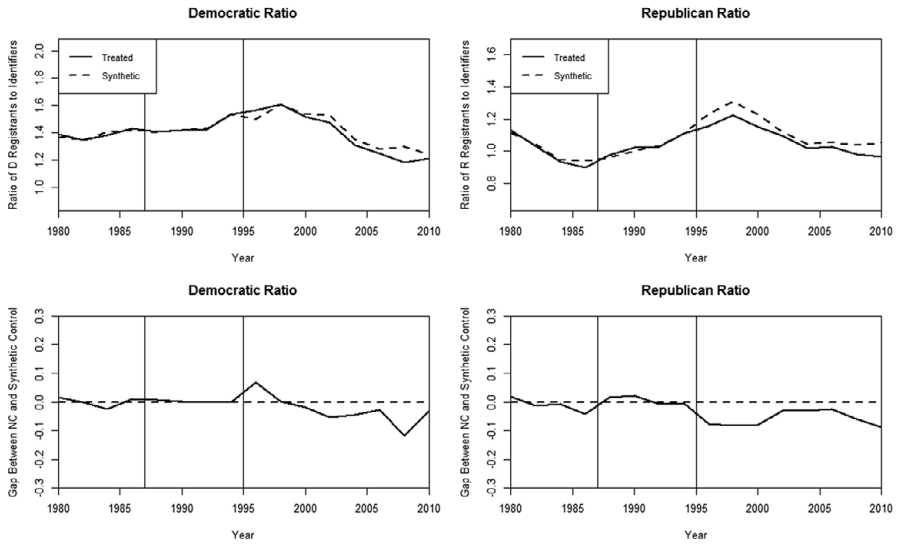 Democratic Ratio
Ratio of D Registrants to Identifiers
2.0
1.8
1.6
1.4
1.2
1.0
Treated
Synthetic
1980 1985 1990 1995 2000 2005 2010
Year
Republican Ratio
Ratio of R Registrants to Identifiers
1.6
1.4
1.2
1.0
0.8
Treated
Synthetic
1980 1985 1990 1995 2000 2005 2010
Year
Democratic Ratio
Gap Between NC and Synthetic Control
0.3
0.2
0.1
0.0
-0.1
-0.2
-0.3
1980 1985 1990 1995 2000 2005 2010
Year
Republican Ratio
Gap Between NC and Synthetic Control
0.3
0.2
0.1
0.0
-0.1
-0.2
-0.3
1980 1985 1990 1995 2000 2005 2010
Year